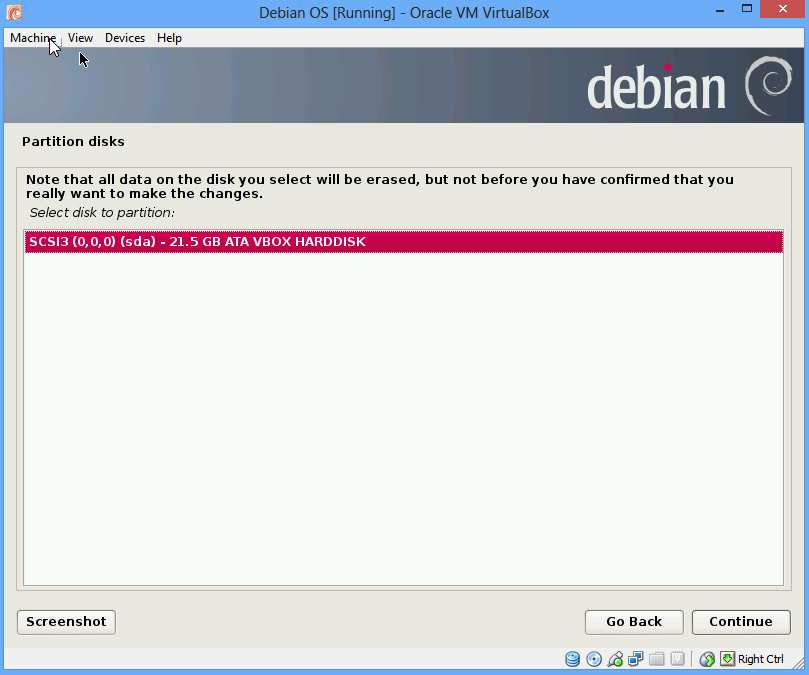 Debian OS [Running] - Oracle VM VirtualBox
Machine View Devices Help
debian
Partition disks
Note that all data on the disk you select will be erased, but not before you have confirmed that you
really want to make the changes.
Select disk to partition:
SCSI3 (0,0,0) (sda) - 21.5 GB ATA VBOX HARDDISK
Screenshot Go Back Continue
Right Ctrl